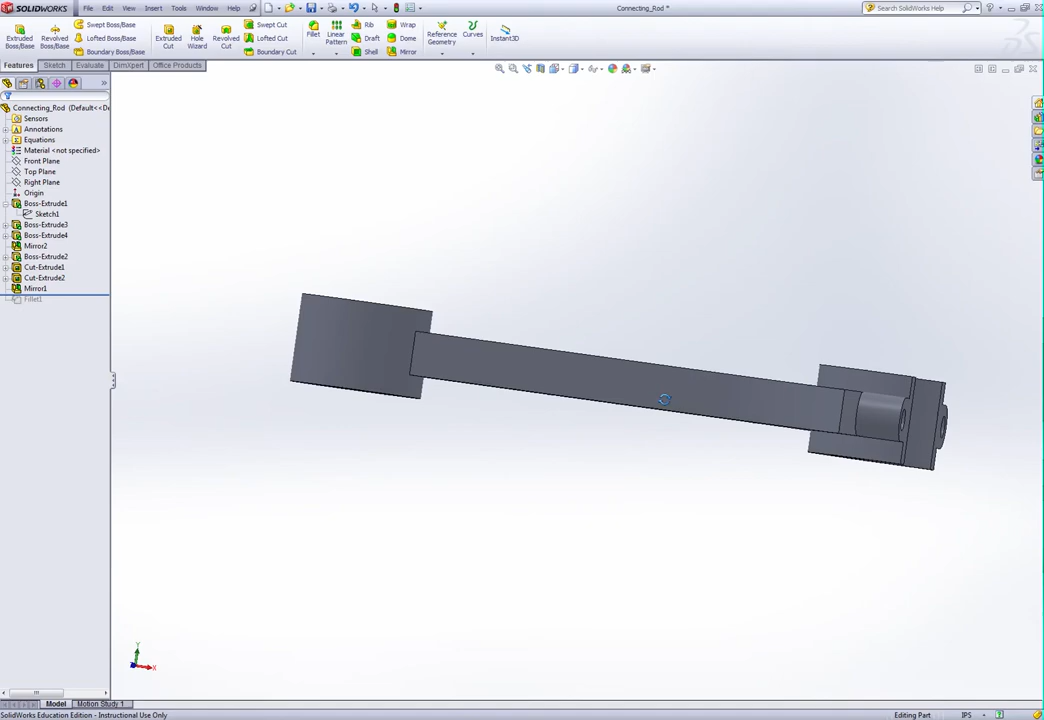 SOLIDWORKS File Edit View Insert Tools Window Help Connecting_Rod * SolidWorks Help
Extruded Boss/Base Revolved Boss/Base Swept Boss/Base Lofted Boss/Base Boundary Boss/Base Extruded Cut Hole Wizard Revolved Cut Swept Cut Lofted Cut Boundary Cut Fillet Linear Pattern Rib Draft Shell Wrap Dome Mirror Reference Geometry Curves Instant3D
Features Sketch Evaluate DimXpert Office Products
Connecting_Rod (Default<<De
Sensors
Annotations
Equations
Material <not specified>
Front Plane
Top Plane
Right Plane
Origin
Boss-Extrude1
Sketch1
Boss-Extrude3
Boss-Extrude4
Mirror2
Boss-Extrude2
Cut-Extrude1
Cut-Extrude2
Mirror1
Fillet1
Y
Z X
Model Motion Study 1
SolidWorks Education Edition - Instructional Use Only Editing Part IPS